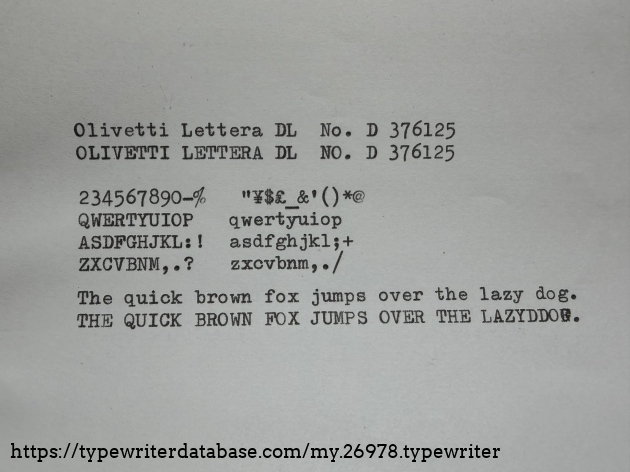 Olivetti Lettera DL  No. D 376125
OLIVETTI LETTERA DL  NO. D 376125
234567890-%   "¥$£_&'()*@
QWERTYUIOP   qwertyuiop
ASDFGHJKL:!  asdfghjkl;+
ZXCVBNM,.?   zxcvbnm,./
The quick brown fox jumps over the lazy dog.
THE QUICK BROWN FOX JUMPS OVER THE LAZYDDOG.
https://typewriterdatabase.com/my.26978.typewriter